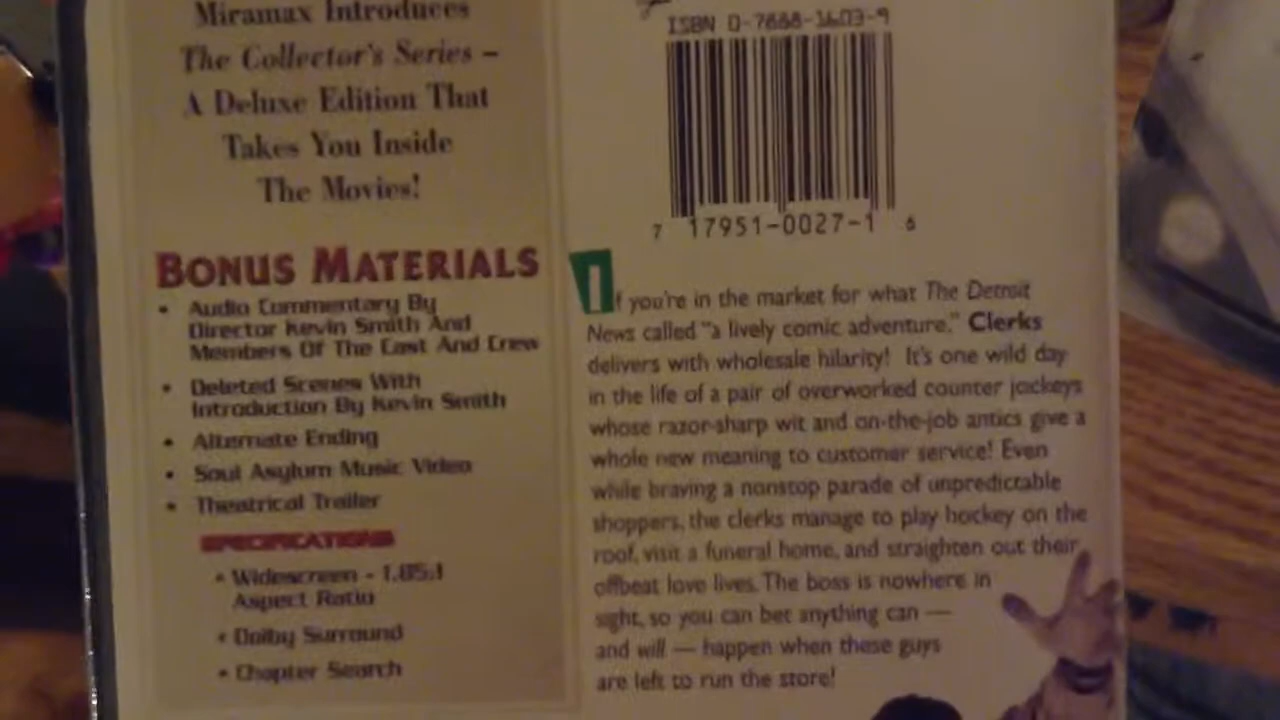 Miramax Introduces
The Collector's Series –
A Deluxe Edition That
Takes You Inside
The Movies!
BONUS MATERIALS
• Audio Commentary By
Director Kevin Smith And
Members Of The Cast And Crew
• Deleted Scenes With
Introduction By Kevin Smith
• Alternate Ending
• Soul Asylum Music Video
• Theatrical Trailer
SPECIFICATIONS
• Widescreen - 1.85:1
Aspect Ratio
• Dolby Surround
• Chapter Search
ISBN 0-7888-1603-9
7 17951-0027-1 6
If you're in the market for what The Detroit
News called "a lively comic adventure," Clerks
delivers with wholesale hilarity! It's one wild day
in the life of a pair of overworked counter jockeys
whose razor-sharp wit and on-the-job antics give a
whole new meaning to customer service! Even
while braving a nonstop parade of unpredictable
shoppers, the clerks manage to play hockey on the
roof, visit a funeral home, and straighten out their
offbeat love lives. The boss is nowhere in
sight, so you can bet anything can —
and will — happen when these guys
are left to run the store!